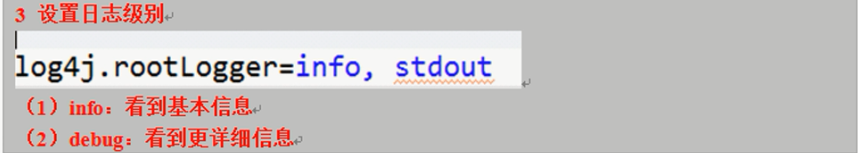 3 设置日志级别
log4j.rootLogger=info, stdout
（1）info：看到基本信息
（2）debug：看到更详细信息